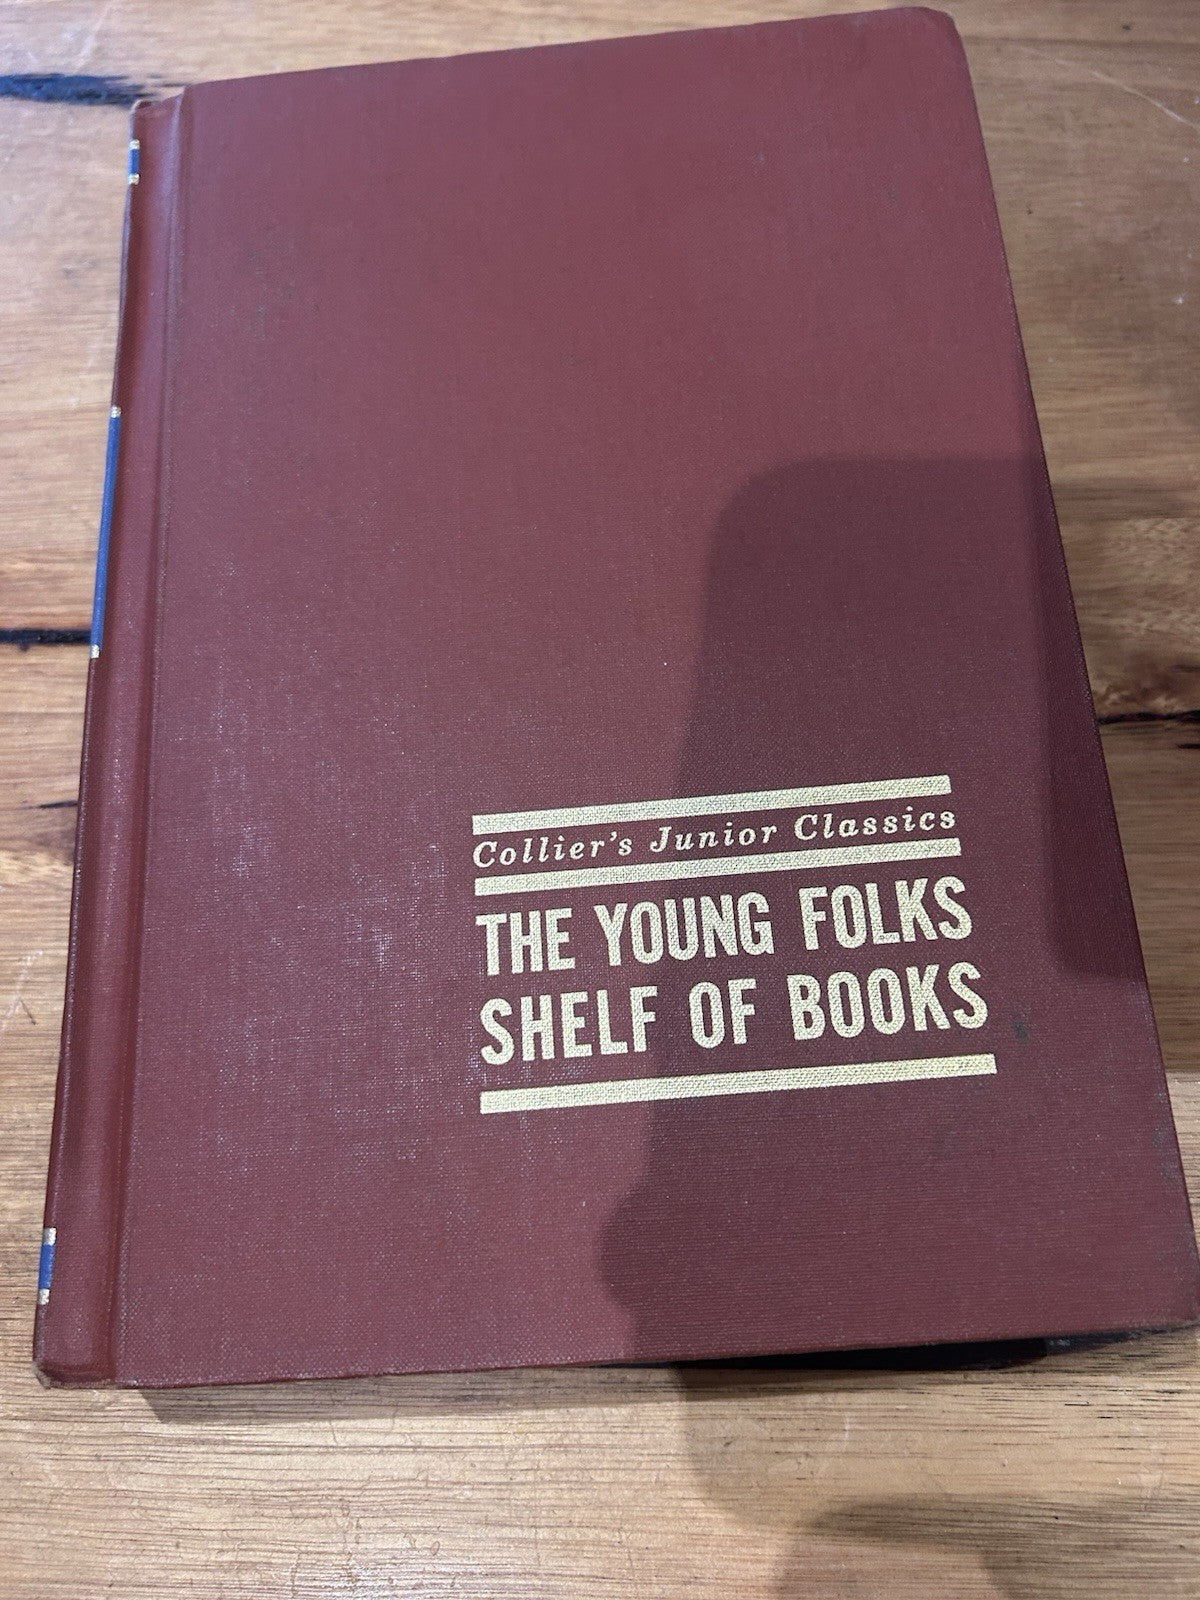 Collier's Junior Classics
THE YOUNG FOLKS
SHELF OF BOOKS